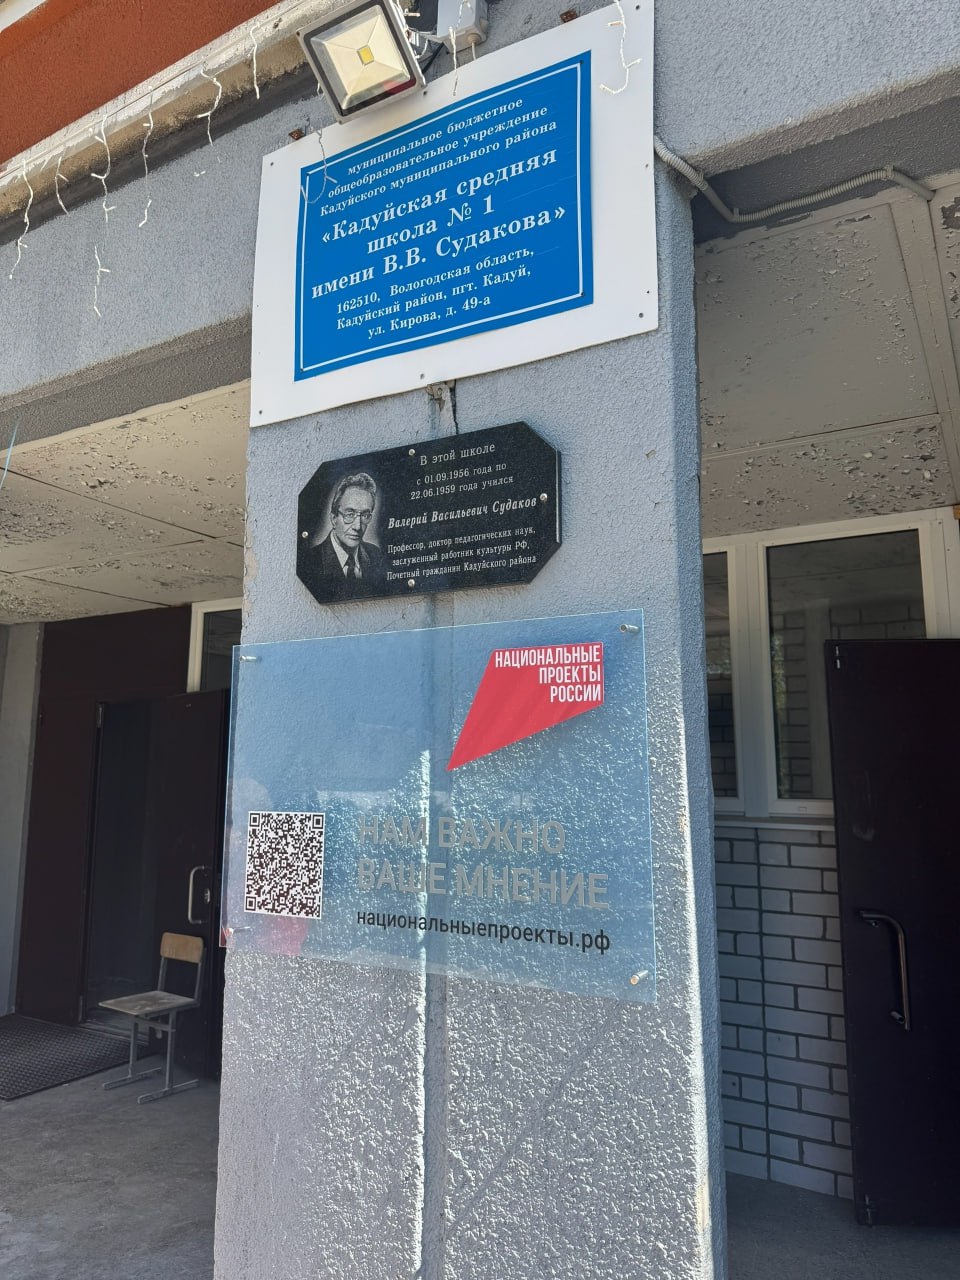 муниципальное бюджетное
общеобразовательное учреждение
Кадуйского муниципального района
«Кадуйская средняя
школа № 1
имени В.В. Судакова»
162510, Вологодская область,
Кадуйский район, пгт. Кадуй,
ул. Кирова, д. 49-а
В этой школе
с 01.09.1956 года по
22.06.1959 года учился
Валерий Васильевич Судаков
Профессор, доктор педагогических наук,
заслуженный работник культуры РФ,
Почетный гражданин Кадуйского района
НАЦИОНАЛЬНЫЕ
ПРОЕКТЫ
РОССИИ
НАМ ВАЖНО
ВАШЕ МНЕНИЕ
национальныепроекты.рф